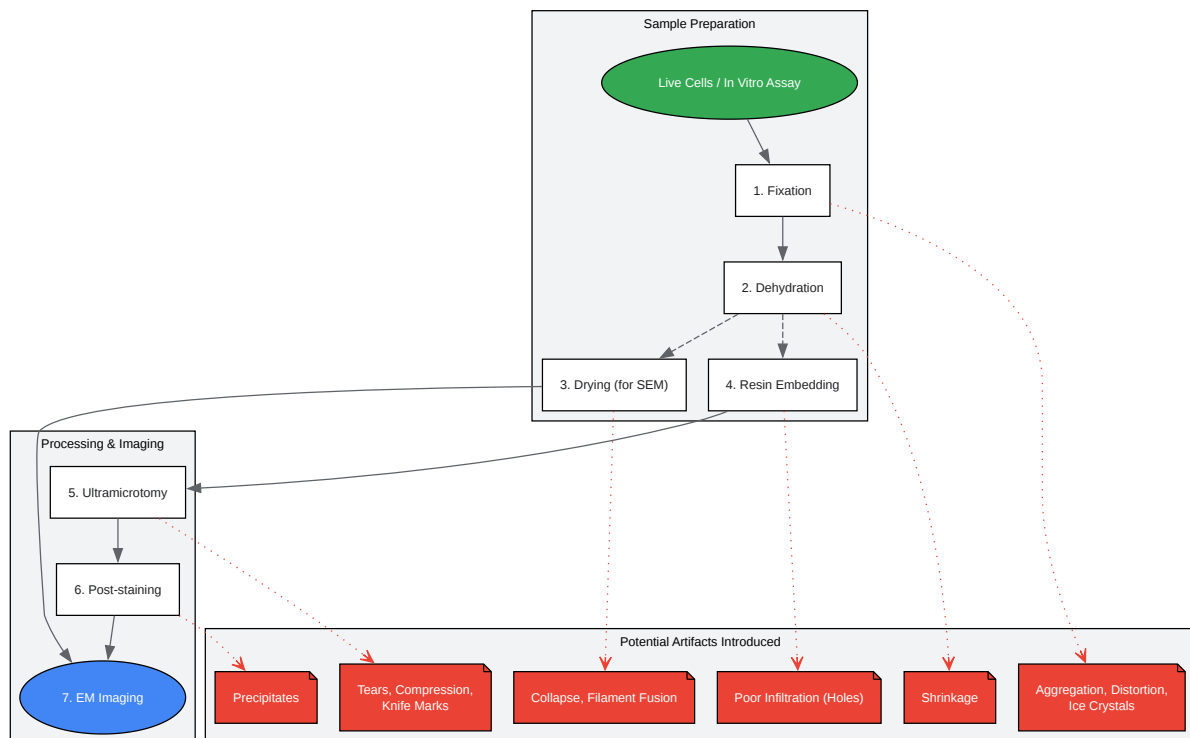 Sample Preparation
Live Cells / In Vitro Assay
1. Fixation
2. Dehydration
3. Drying (for SEM)
4. Resin Embedding
Processing & Imaging
5. Ultramicrotomy
6. Post-staining
7. EM Imaging
Potential Artifacts Introduced
Precipitates
Tears, Compression,
Knife Marks
Collapse, Filament Fusion
Poor Infiltration (Holes)
Shrinkage
Aggregation, Distortion,
Ice Crystals